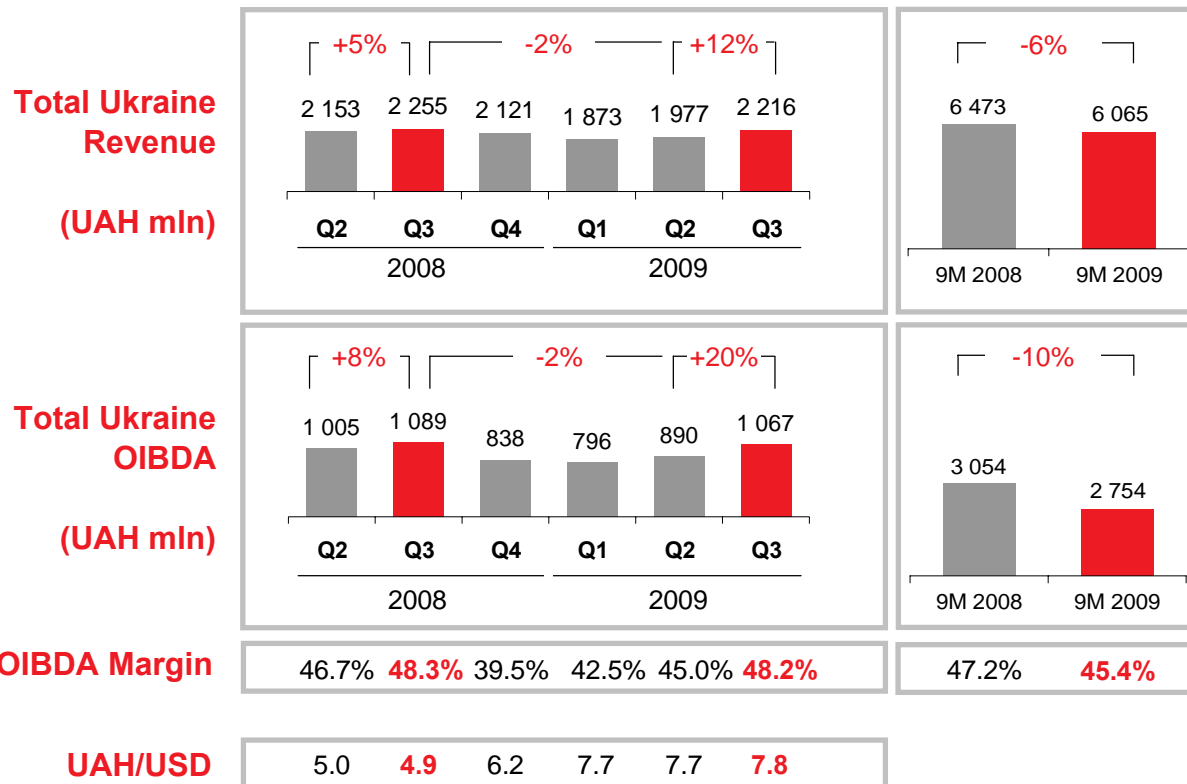 Total Ukraine
Revenue
(UAH mln)
+5% -2% +12%
2 153 2 255 2 121 1 873 1 977 2 216
Q2 Q3 Q4 Q1 Q2 Q3
2008 2009
-6%
6 473 6 065
9M 2008 9M 2009
Total Ukraine
OIBDA
(UAH mln)
+8% -2% +20%
1 005 1 089 838 796 890 1 067
Q2 Q3 Q4 Q1 Q2 Q3
2008 2009
-10%
3 054 2 754
9M 2008 9M 2009
OIBDA Margin 46.7% 48.3% 39.5% 42.5% 45.0% 48.2% 47.2% 45.4%
UAH/USD 5.0 4.9 6.2 7.7 7.7 7.8